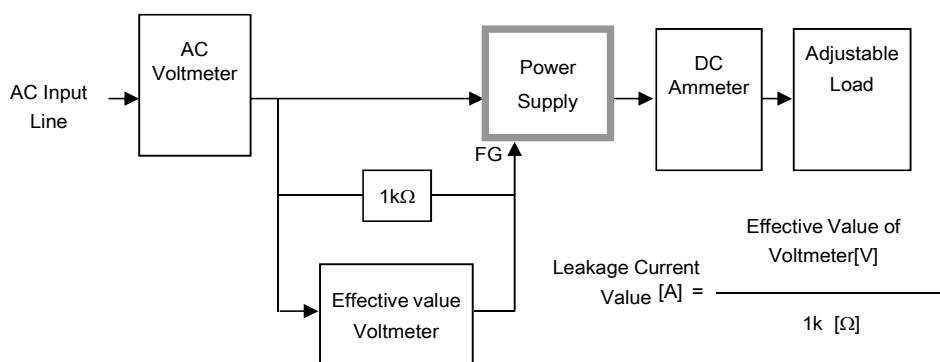 AC Input
Line
AC
Voltmeter
Power
Supply
FG
DC
Ammeter
Adjustable
Load
1kΩ
Effective value
Voltmeter
Leakage Current
Value [A] =
Effective Value of
Voltmeter[V]
1k [Ω]